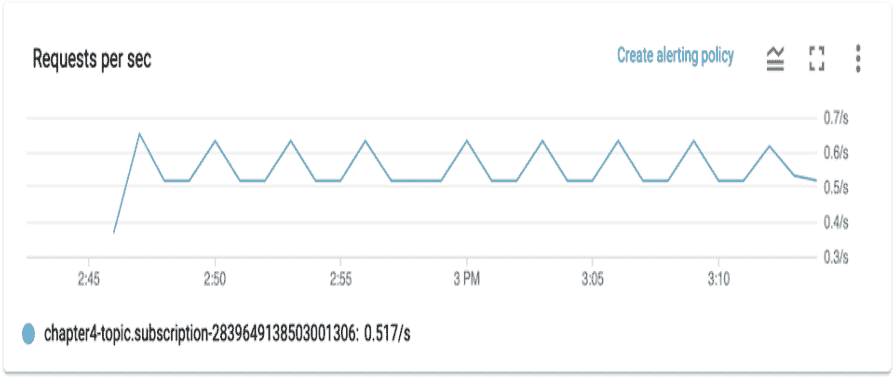 Requests per sec
Create alerting policy
0.7/s
0.6/s
0.5/s
0.4/s
0.3/s
2:45 2:50 2:55 3 PM 3:05 3:10
chapter4-topic.subscription-2839649138503001306: 0.517/s